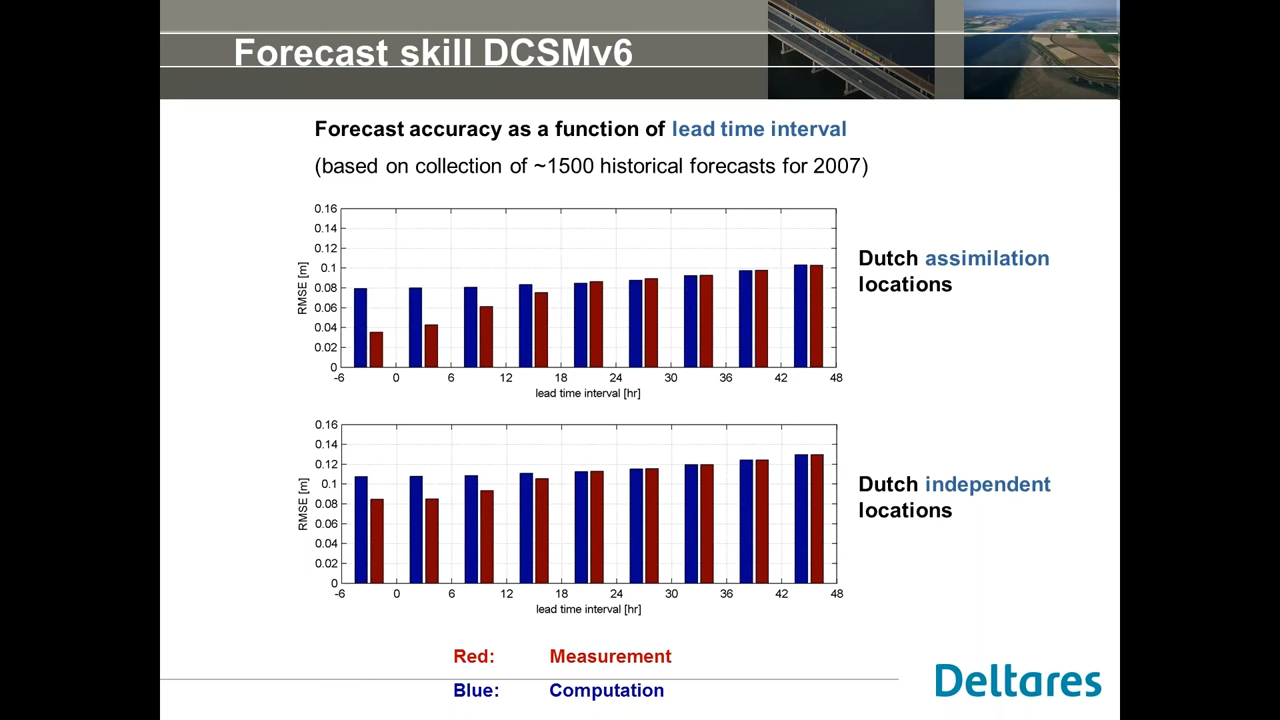 Forecast skill DCSMv6
Forecast accuracy as a function of lead time interval
(based on collection of ~1500 historical forecasts for 2007)
0.16
0.14
0.12
0.1
0.08
0.06
0.04
0.02
0
RMSE [m]
-6 0 6 12 18 24 30 36 42 48
lead time interval [hr]
Dutch assimilation
locations
0.16
0.14
0.12
0.1
0.08
0.06
0.04
0.02
0
RMSE [m]
-6 0 6 12 18 24 30 36 42 48
lead time interval [hr]
Dutch independent
locations
Red: Measurement
Blue: Computation
Deltares